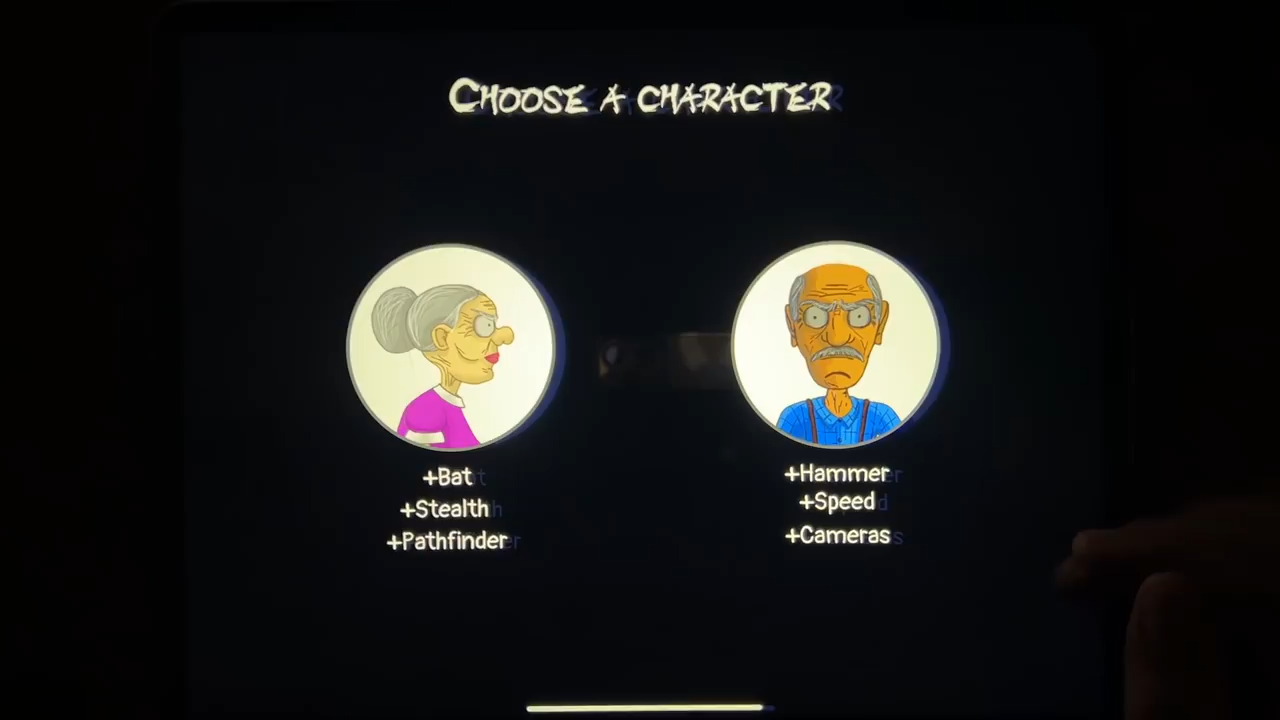 Choose a character
+Bat
+Stealth
+Pathfinder
+Hammer
+Speed
+Cameras